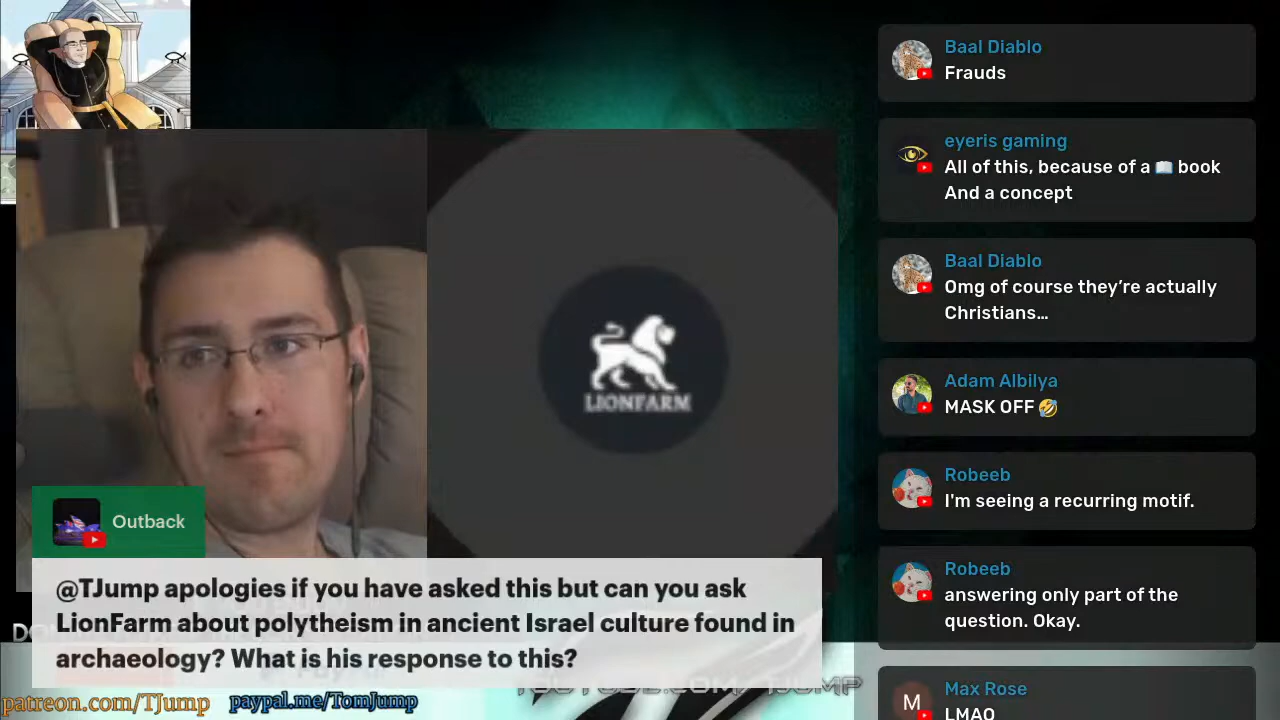 Baal Diablo
Frauds
eyeris gaming
All of this, because of a 📖 book
And a concept
Baal Diablo
Omg of course they’re actually
Christians…
Adam Albilya
MASK OFF 🤣
Robeeb
I'm seeing a recurring motif.
Robeeb
answering only part of the
question. Okay.
M
Max Rose
LMAO
LIONFARM
Outback
@TJump apologies if you have asked this but can you ask
LionFarm about polytheism in ancient Israel culture found in
archaeology? What is his response to this?
YOUTUBE.COM/TJUMP
patreon.com/TJump
paypal.me/TomJump